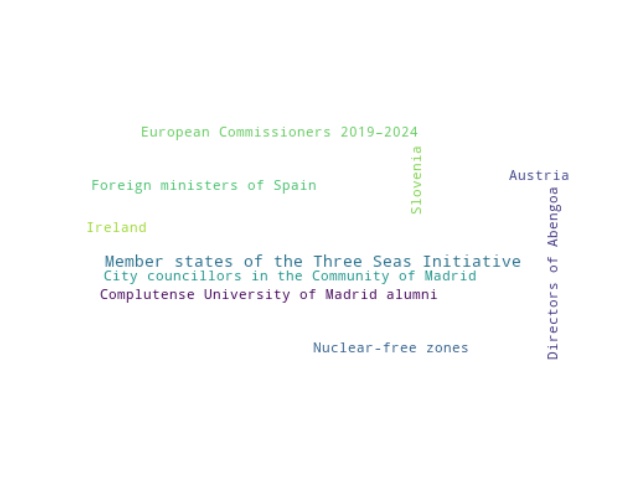 European Commissioners 2019–2024
Slovenia
Austria
Foreign ministers of Spain
Directors of Abengoa
Ireland
Member states of the Three Seas Initiative
City councillors in the Community of Madrid
Complutense University of Madrid alumni
Nuclear-free zones